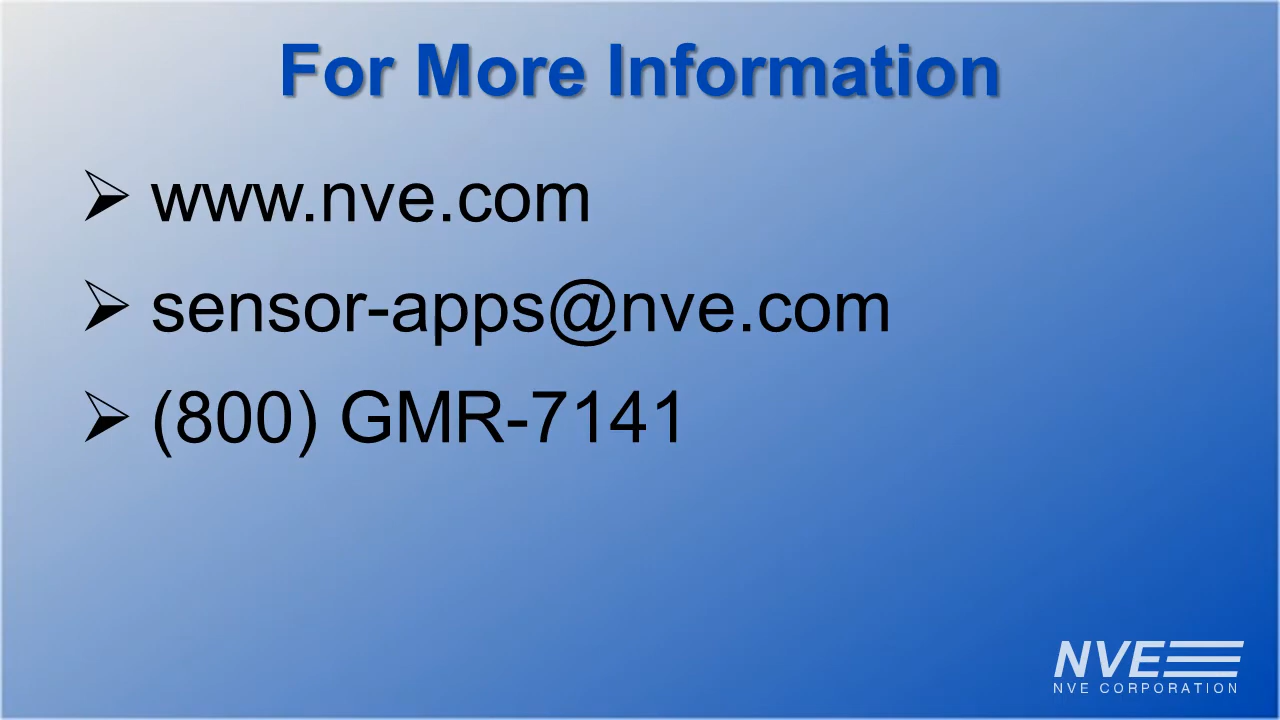 For More Information
www.nve.com
sensor-apps@nve.com
(800) GMR-7141
NVE
NVE CORPORATION